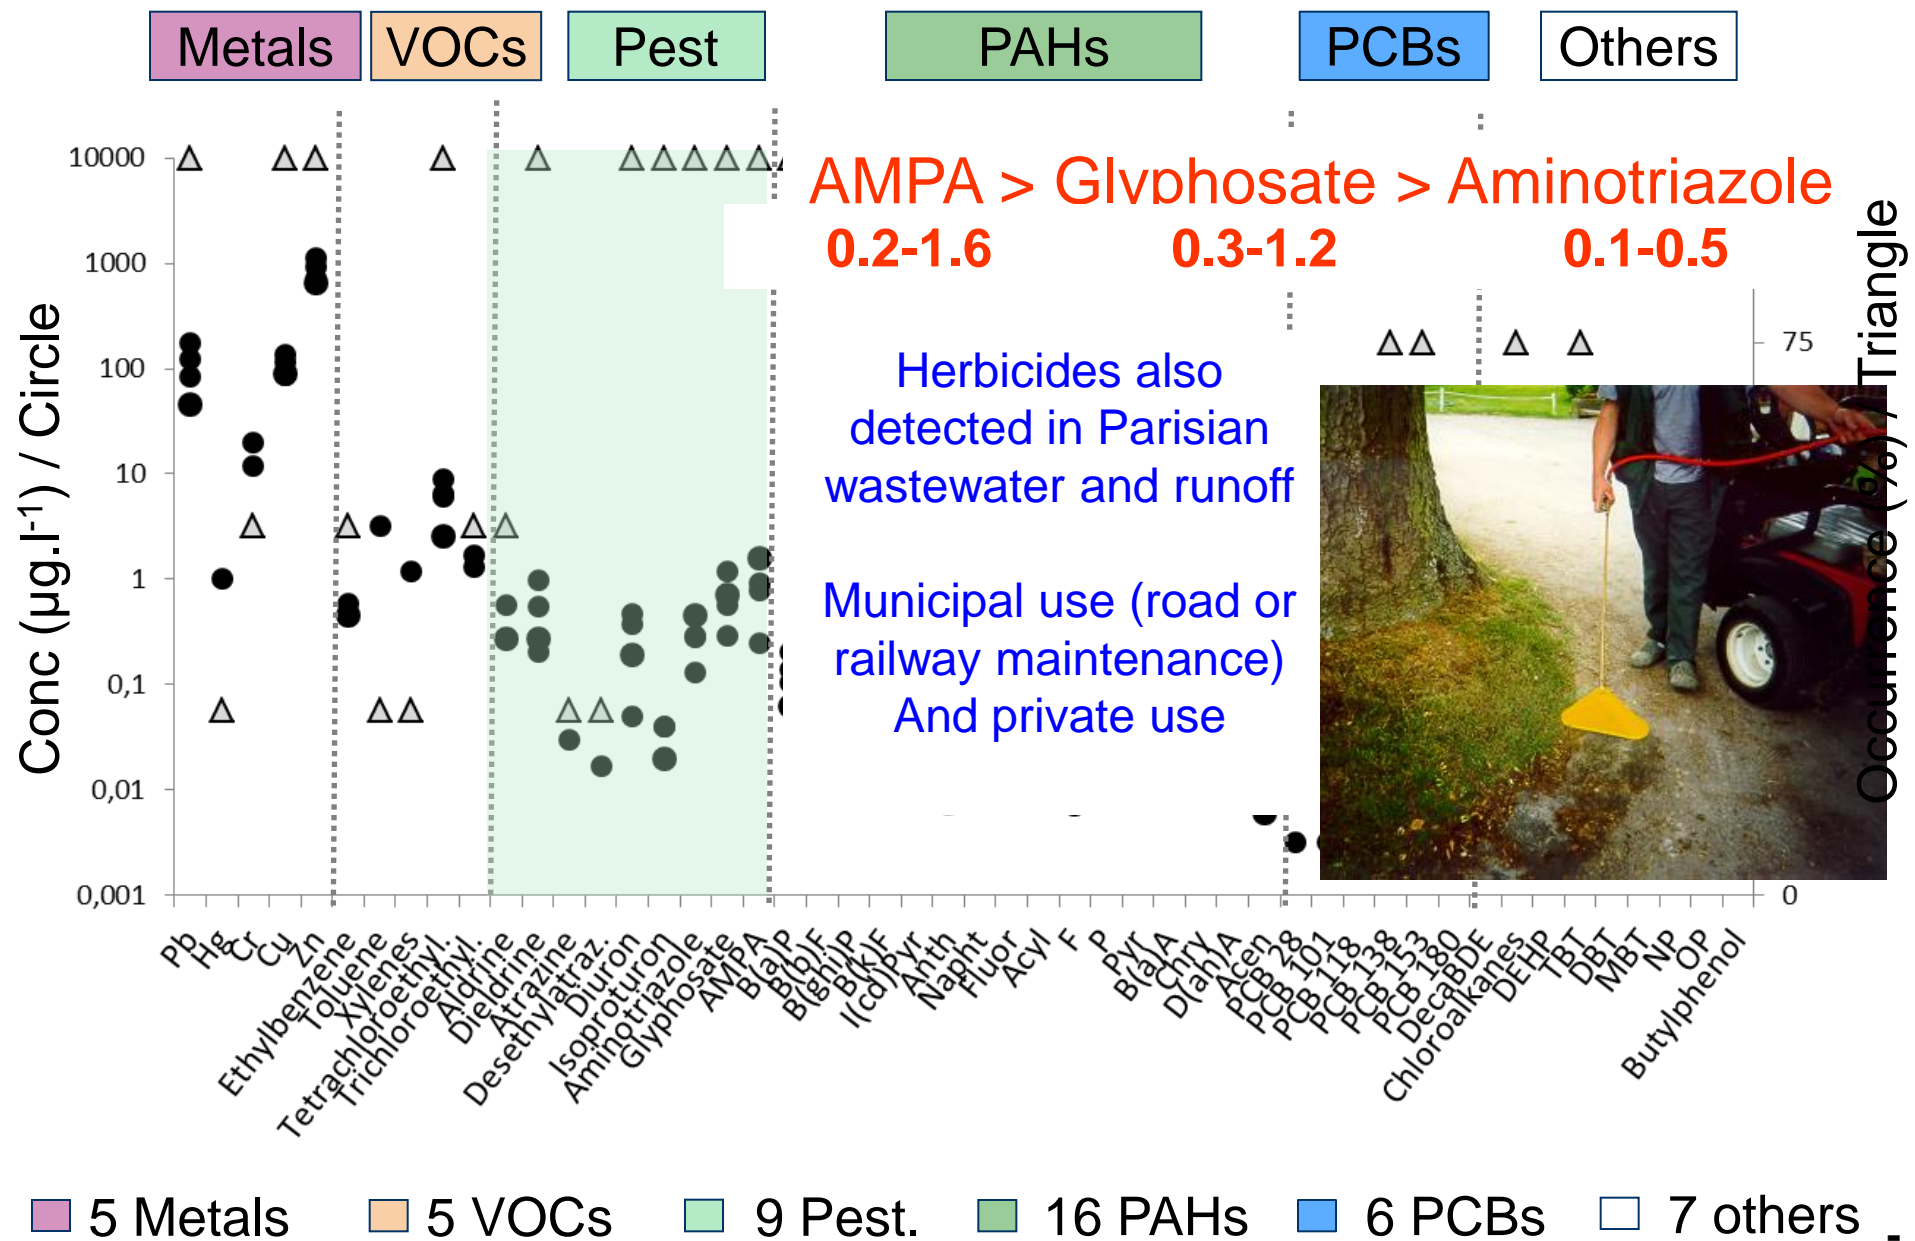 Metals
VOCs
Pest
PAHs
PCBs
Others
10000
1000
100
10
1
0,1
0,01
0,001
Conc (µg.l-1) / Circle
AMPA > Glyphosate > Aminotriazole
0.2-1.6
0.3-1.2
0.1-0.5
Herbicides also
detected in Parisian
wastewater and runoff
Municipal use (road or
railway maintenance)
And private use
75
0
Occurrence (%) / Triangle
Pb
Hg
Cr
Cu
Zn
Ethylbenzene
Toluene
Xylenes
Tetrachloroethyl.
Trichloroethyl.
Aldrine
Dieldrine
Atrazine
Desethylatraz.
Diuron
Isoproturon
Aminotriazole
Glyphosate
AMPA
B(a)P
B(b)F
B(ghi)P
B(k)F
I(cd)Pyr
Anth
Napht
Fluor
Acyl
F
P
Pyr
B(a)A
Chry
D(ah)A
Acen
PCB 28
PCB 101
PCB 118
PCB 138
PCB 153
PCB 180
DecaBDE
Chloroalkanes
DEHP
TBT
DBT
MBT
NP
OP
Butylphenol
5 Metals
5 VOCs
9 Pest.
16 PAHs
6 PCBs
7 others